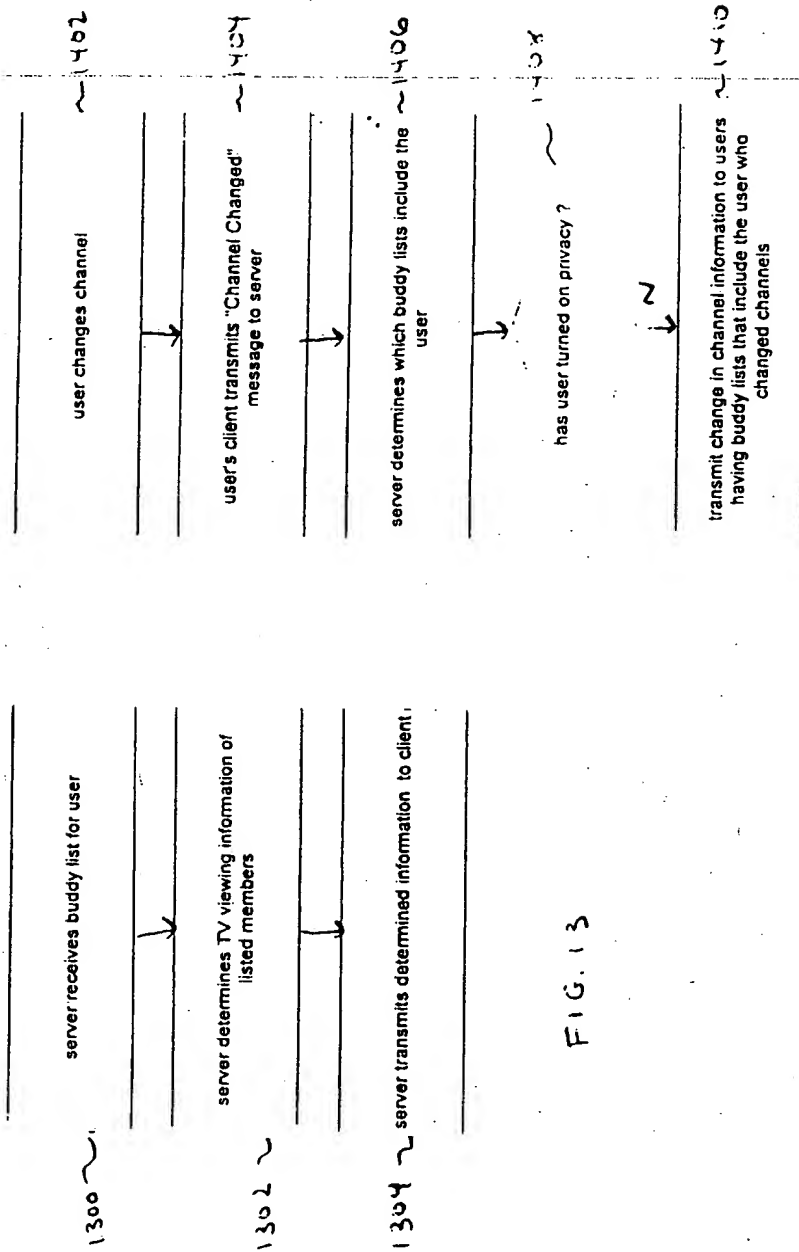 1300
server receives buddy list for user
1302
server determines TV viewing information of
listed members
1304
server transmits determined information to client
FIG. 13
user changes channel
1402
user's client transmits "Channel Changed"
message to server
1404
server determines which buddy lists include the
user
1406
has user turned on privacy ?
1408
N
transmit change in channel information to users
having buddy lists that include the user who
changed channels
1410